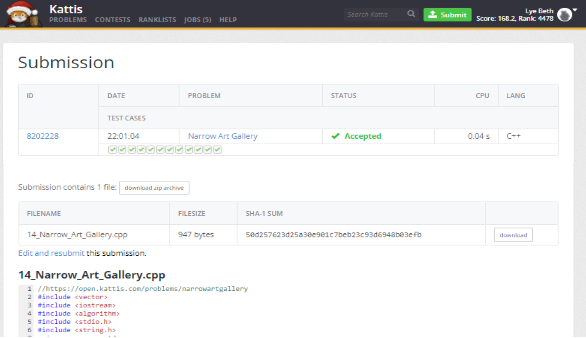 Kattis
PROBLEMS CONTESTS RANKLISTS JOBS (5) HELP
Search Kattis
Submit
Lye Beth
Score: 168.2, Rank: 4478
Submission
ID DATE PROBLEM STATUS CPU LANG
TEST CASES
8202228 22:01:04 Narrow Art Gallery Accepted 0.04 s C++
Submission contains 1 file: download zip archive
FILENAME FILESIZE SHA-1 SUM
14_Narrow_Art_Gallery.cpp 947 bytes 50d257623d25a30e901c7beb23c93d6948b03efb download
Edit and resubmit this submission.
14_Narrow_Art_Gallery.cpp
1 //https://open.kattis.com/problems/narrowartgallery
2 #include <vector>
3 #include <iostream>
4 #include <algorithm>
5 #include <stdio.h>
6 #include <string.h>